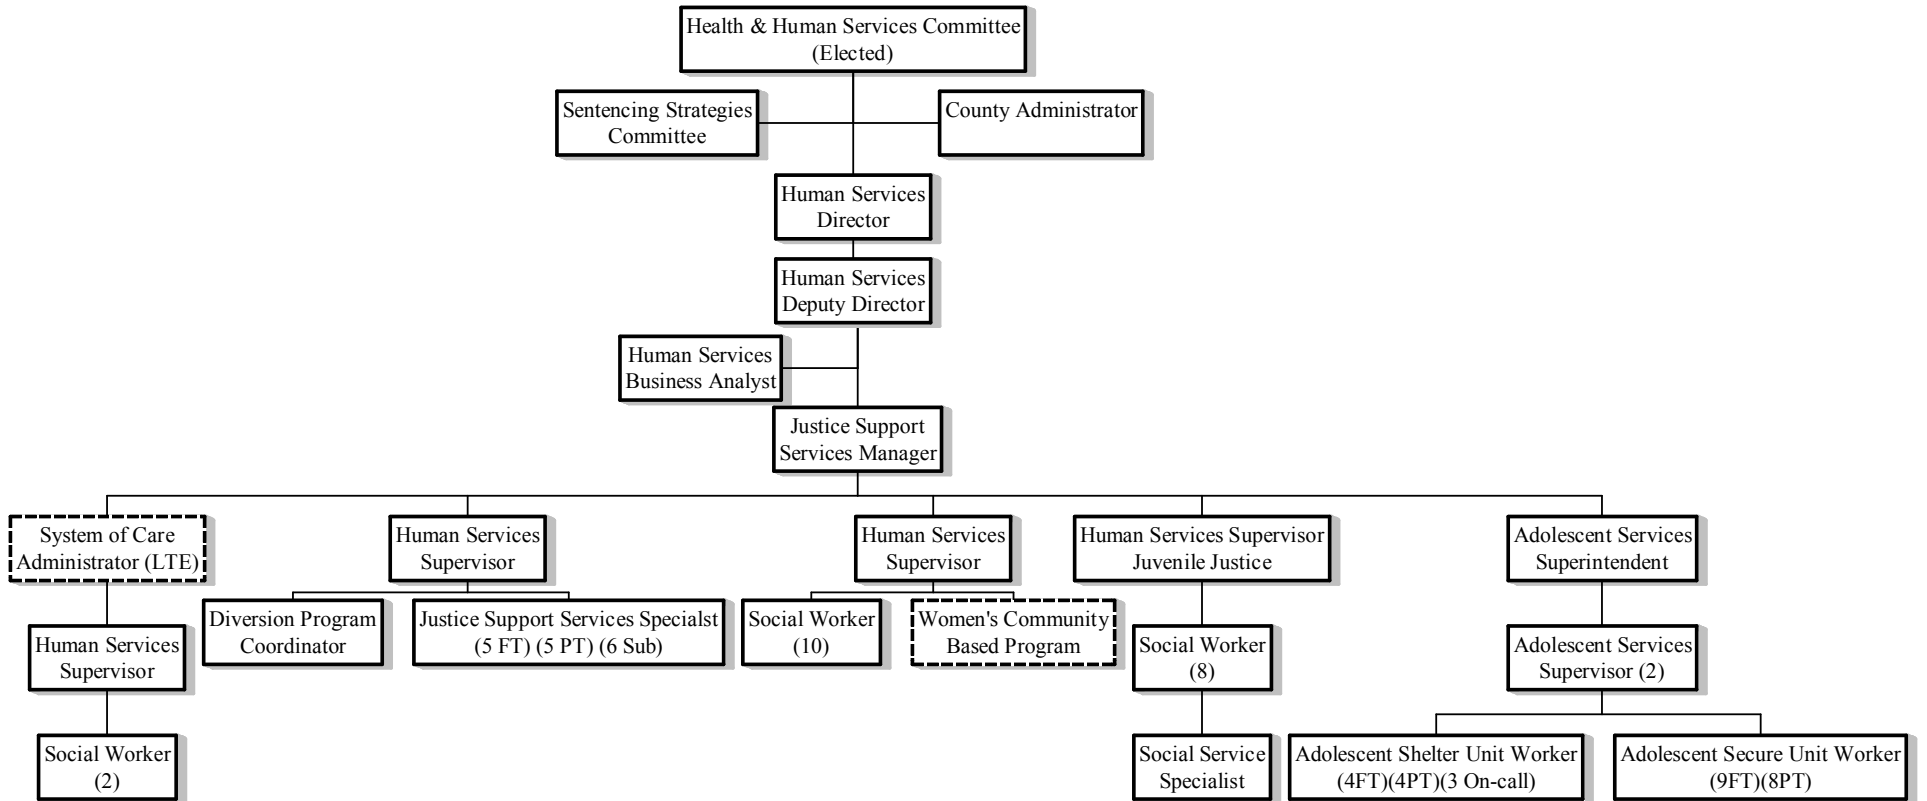 Health & Human Services Committee
(Elected)
Sentencing Strategies
Committee
County Administrator
Human Services
Director
Human Services
Deputy Director
Human Services
Business Analyst
Justice Support
Services Manager
System of Care
Administrator (LTE)
Human Services
Supervisor
Human Services
Supervisor
Human Services Supervisor
Juvenile Justice
Adolescent Services
Superintendent
Human Services
Supervisor
Diversion Program
Coordinator
Justice Support Services Specialst
(5 FT) (5 PT) (6 Sub)
Social Worker
(10)
Women's Community
Based Program
Social Worker
(8)
Adolescent Services
Supervisor (2)
Social Worker
(2)
Social Service
Specialist
Adolescent Shelter Unit Worker
(4FT)(4PT)(3 On-call)
Adolescent Secure Unit Worker
(9FT)(8PT)